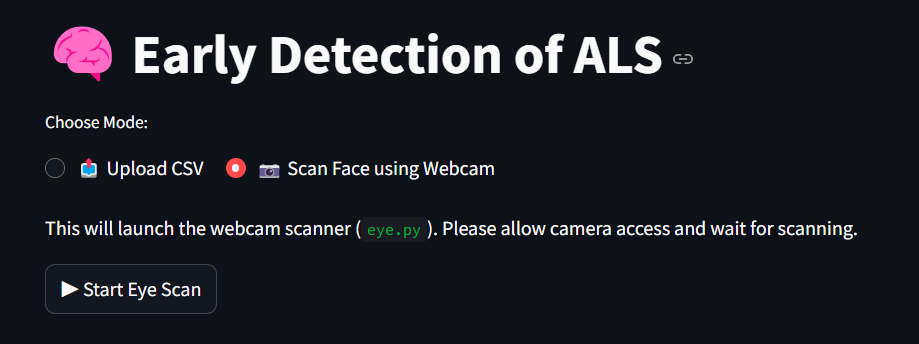 🧠 Early Detection of ALS
Choose Mode:
📤 Upload CSV 📷 Scan Face using Webcam
This will launch the webcam scanner (eye.py). Please allow camera access and wait for scanning.
▶ Start Eye Scan